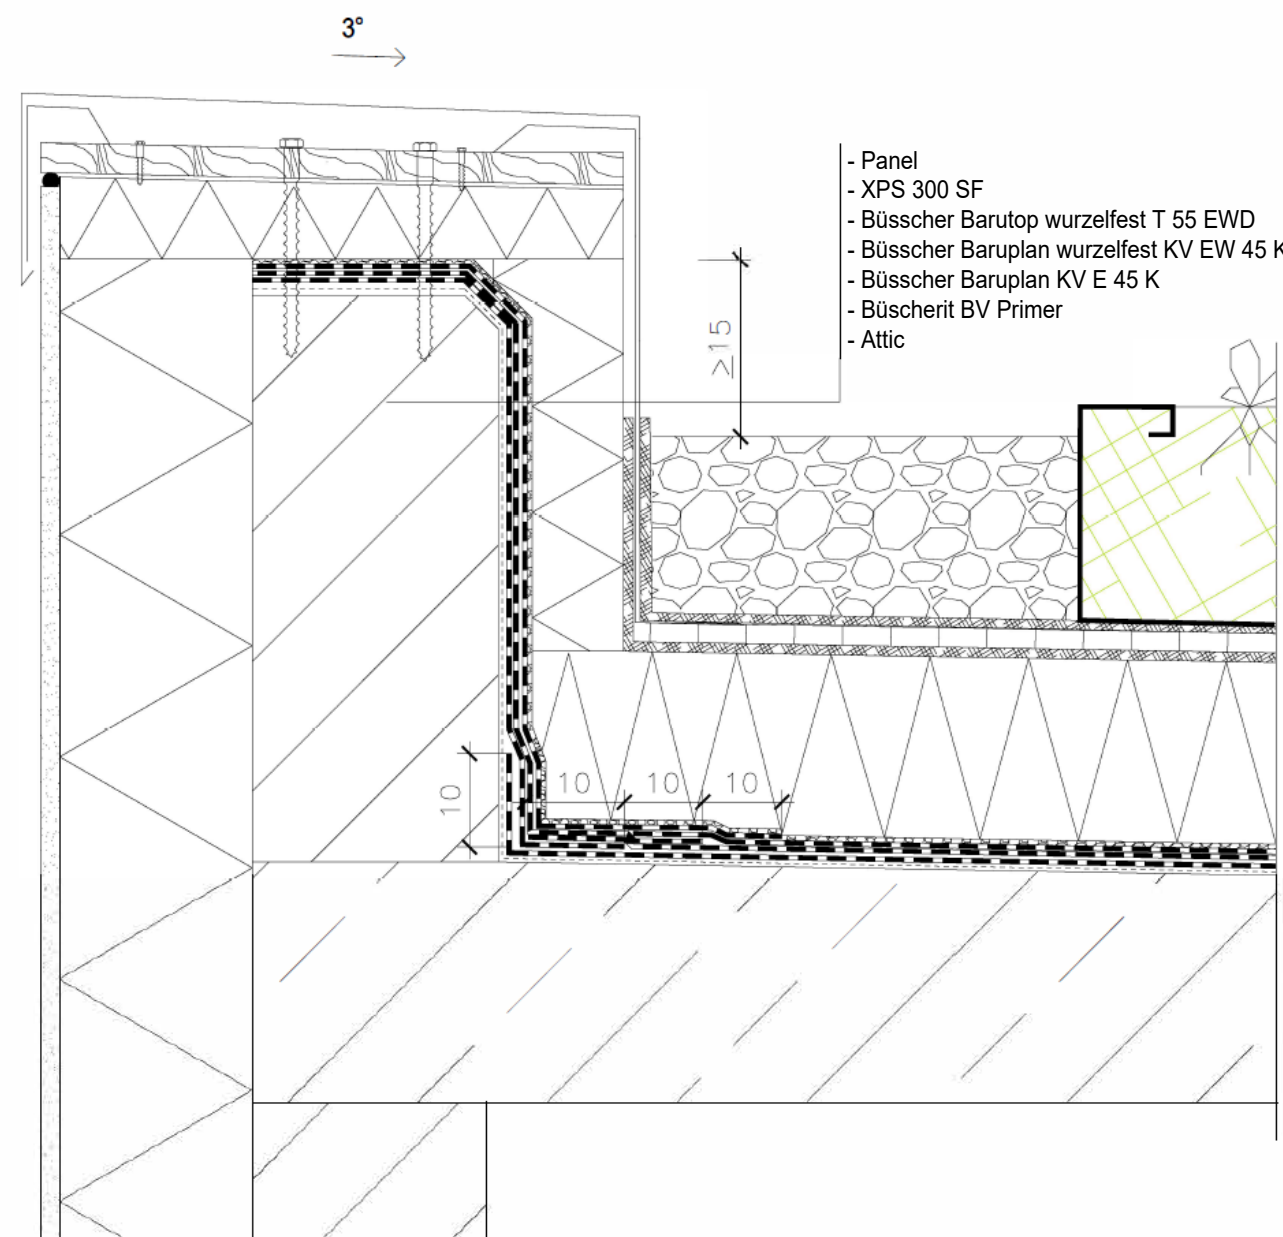 3°
- Panel
- XPS 300 SF
- Büsscher Barutop wurzelfest T 55 EWD
- Büsscher Baruplan wurzelfest KV EW 45 K
- Büsscher Baruplan KV E 45 K
- Büscherit BV Primer
- Attic
≥15
10 10 10
10